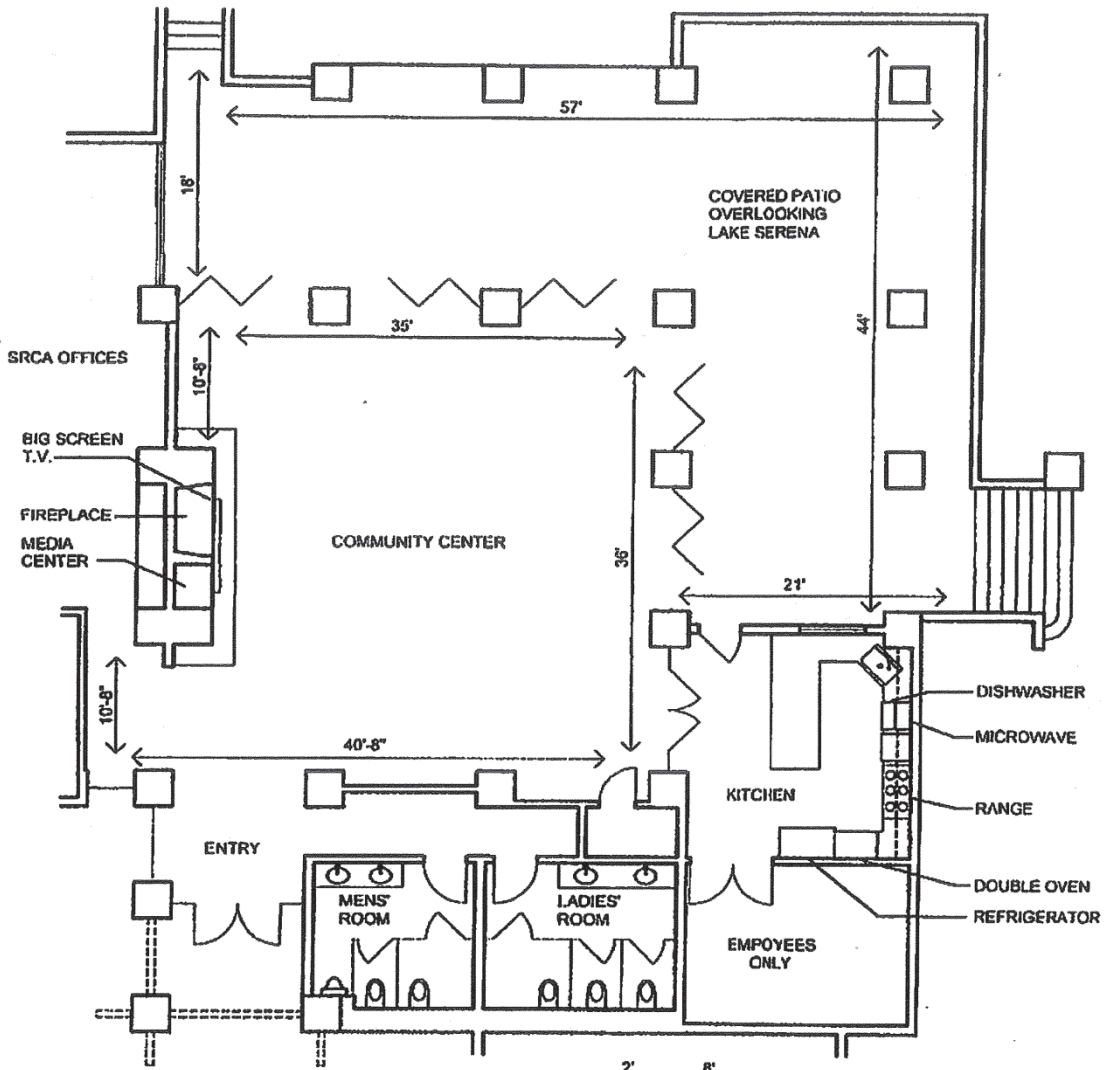 57'
18'
COVERED PATIO
OVERLOOKING
LAKE SERENA
44'
35'
SRCA OFFICES
10'-8"
BIG SCREEN
T.V.
FIREPLACE
MEDIA
CENTER
COMMUNITY CENTER
36'
21'
10'-8"
40'-8"
DISHWASHER
MICROWAVE
KITCHEN
RANGE
ENTRY
DOUBLE OVEN
REFRIGERATOR
MENS'
ROOM
LADIES'
ROOM
EMPOYEES
ONLY
2'
8'